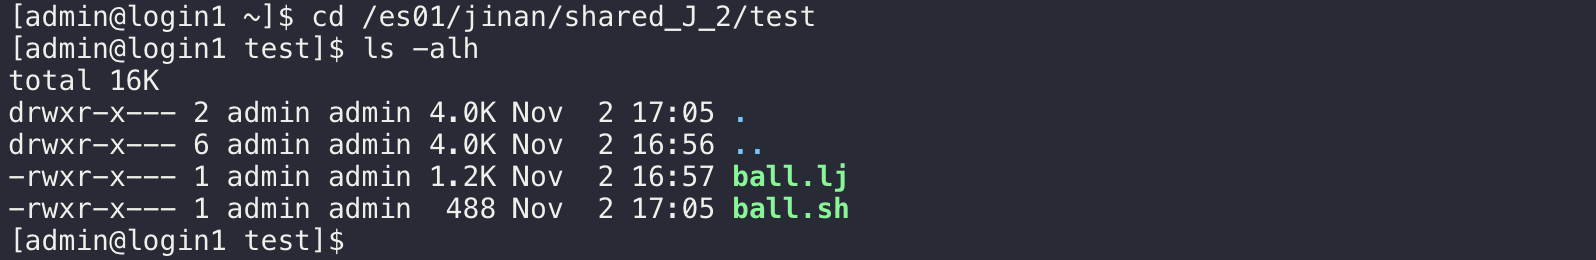 [admin@login1 ~]$ cd /es01/jinan/shared_J_2/test
[admin@login1 test]$ ls -alh
total 16K
drwxr-x--- 2 admin admin 4.0K Nov  2 17:05 .
drwxr-x--- 6 admin admin 4.0K Nov  2 16:56 ..
-rwxr-x--- 1 admin admin 1.2K Nov  2 16:57 ball.lj
-rwxr-x--- 1 admin admin  488 Nov  2 17:05 ball.sh
[admin@login1 test]$